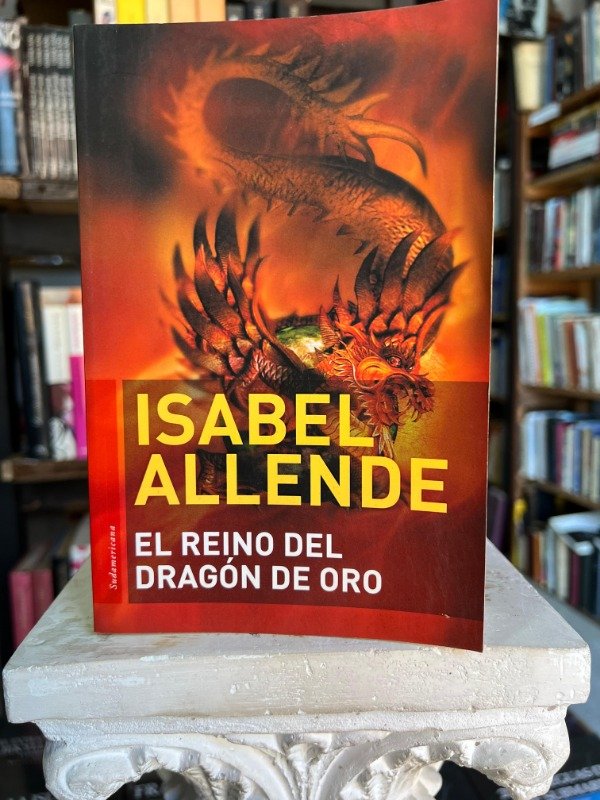 ISABEL
ALLENDE
EL REINO DEL
DRAGÓN DE ORO
Sudamericana